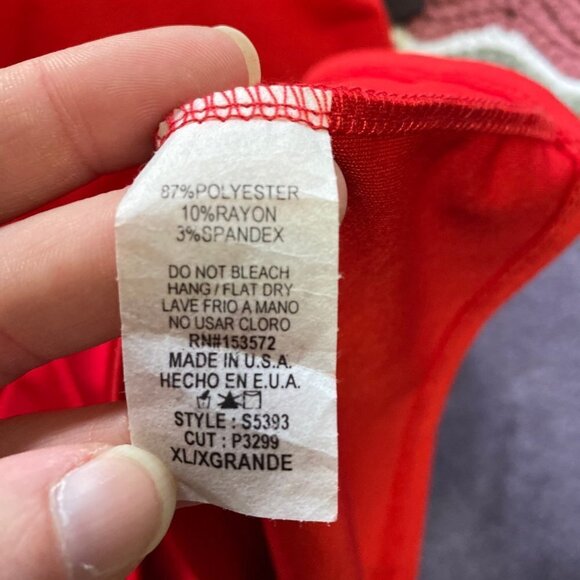 87%POLYESTER
10%RAYON
3%SPANDEX
DO NOT BLEACH
HANG / FLAT DRY
LAVE FRIO A MANO
NO USAR CLORO
RN#153572
MADE IN U.S.A.
HECHO EN E.U.A.
STYLE : S5393
CUT : P3299
XL/XGRANDE